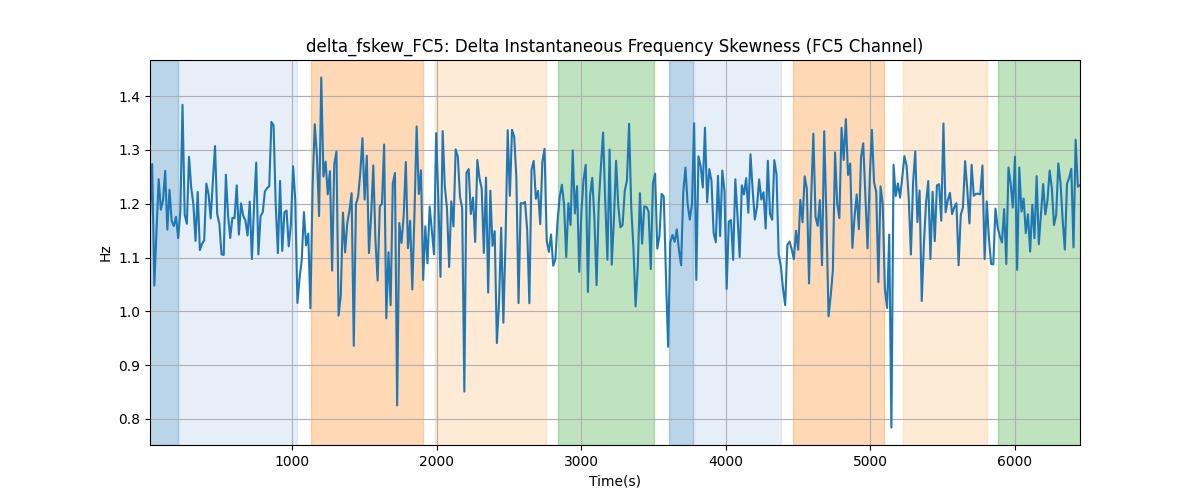 delta_fskew_FC5: Delta Instantaneous Frequency Skewness (FC5 Channel)
1.4
1.3
1.2
1.1
1.0
0.9
0.8
Hz
1000 2000 3000 4000 5000 6000
Time(s)